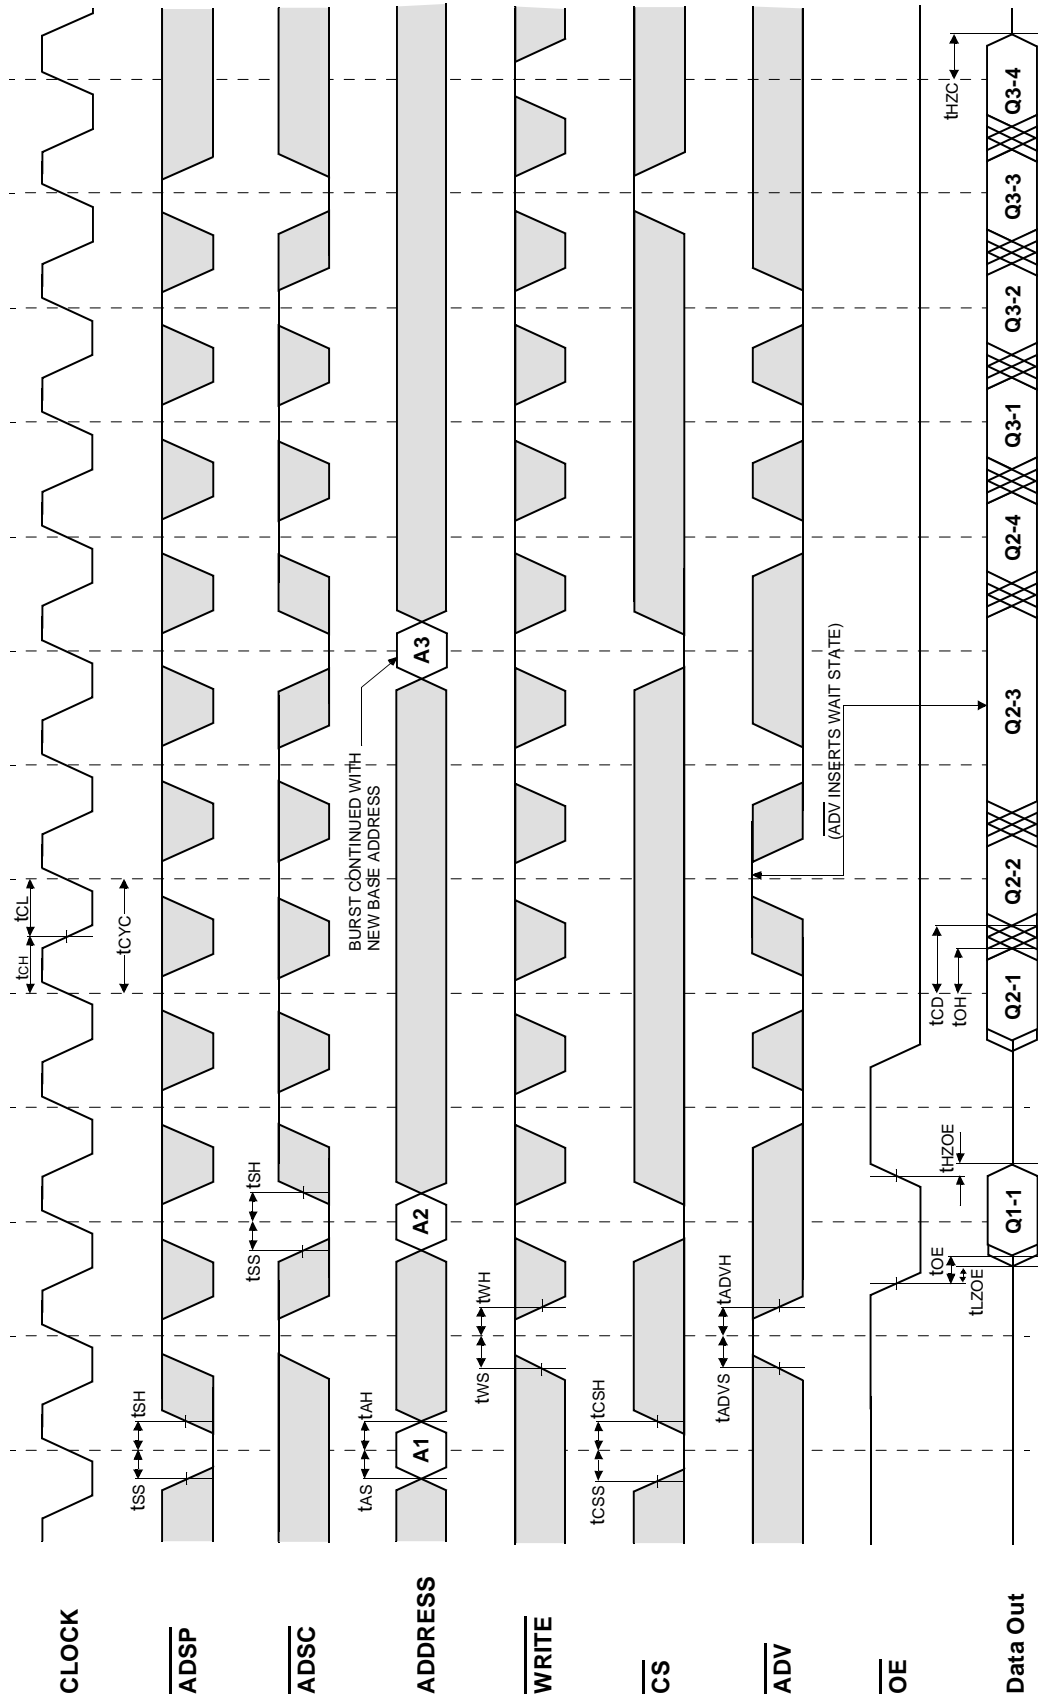 CLOCK
tCH
tCL
tCYC
ADSP
tSS
tSH
ADSC
tSS
tSH
ADDRESS
tAS
tAH
A1
A2
BURST CONTINUED WITH
NEW BASE ADDRESS
A3
WRITE
tWS
tWH
CS
tCSS
tCSH
ADV
tADVS
tADVH
(ADV INSERTS WAIT STATE)
OE
tOE
tLZOE
tHZOE
tCD
tOH
tHZC
Data Out
Q1-1
Q2-1
Q2-2
Q2-3
Q2-4
Q3-1
Q3-2
Q3-3
Q3-4